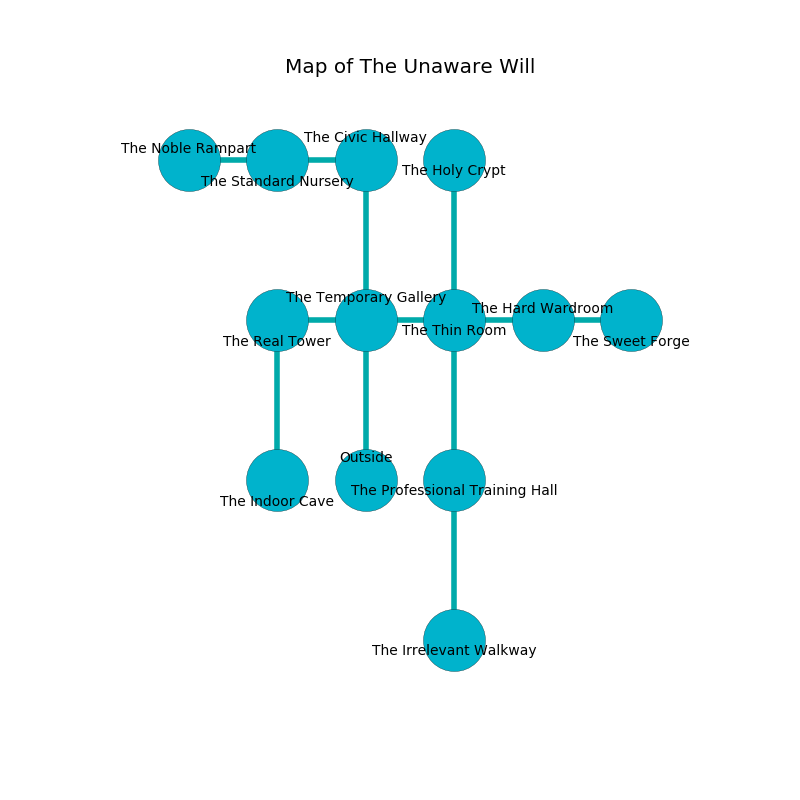 Map of The Unaware Will
The Civic Hallway
The Noble Rampart
The Holy Crypt
The Standard Nursery
The Temporary Gallery
The Hard Wardroom
The Thin Room
The Real Tower
The Sweet Forge
Outside
The Professional Training Hall
The Indoor Cave
The Irrelevant Walkway